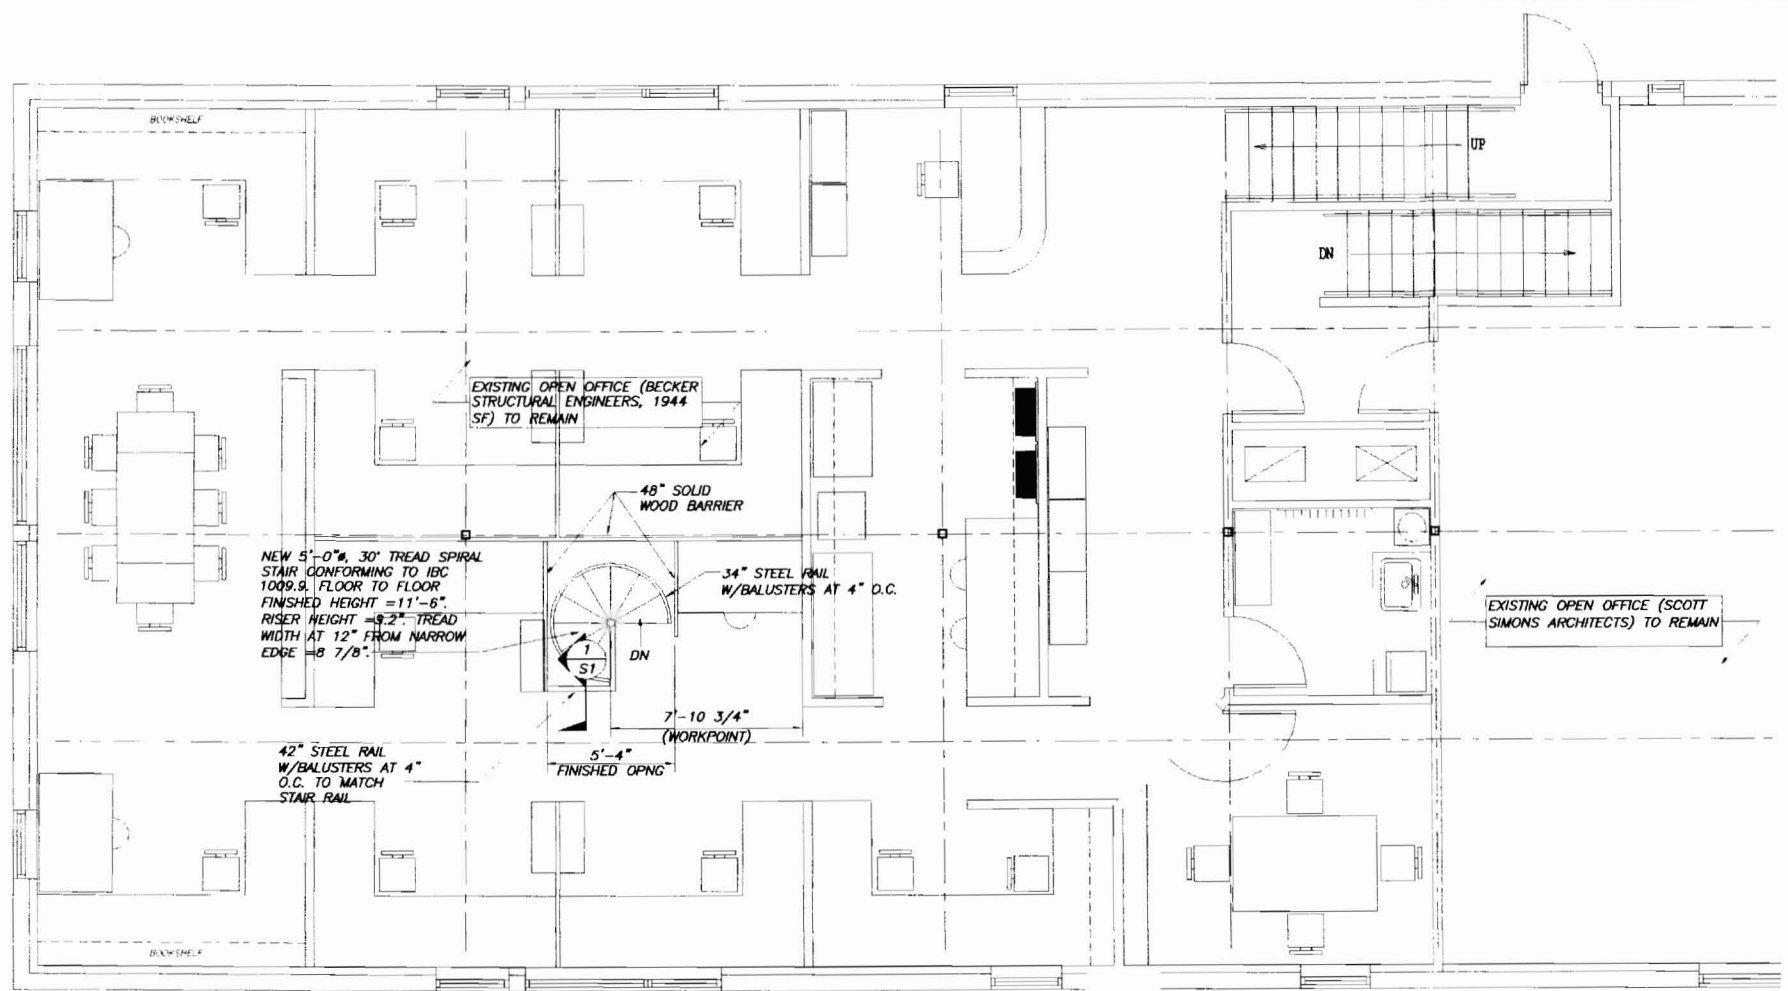 BOOKSHELF
UP
DN
EXISTING OPEN OFFICE (BECKER
STRUCTURAL ENGINEERS, 1944
SF) TO REMAIN
48" SOLID
WOOD BARRIER
NEW 5'-0"ø, 30° TREAD SPIRAL
STAIR CONFORMING TO IBC
1009.9. FLOOR TO FLOOR
FINISHED HEIGHT =11'-6".
RISER HEIGHT =9.2". TREAD
WIDTH AT 12" FROM NARROW
EDGE =8 7/8".
34" STEEL RAIL
W/BALUSTERS AT 4" O.C.
EXISTING OPEN OFFICE (SCOTT
SIMONS ARCHITECTS) TO REMAIN
1
S1
DN
7'-10 3/4"
(WORKPOINT)
5'-4"
FINISHED OPNG
42" STEEL RAIL
W/BALUSTERS AT 4"
O.C. TO MATCH
STAIR RAIL
BOOKSHELF